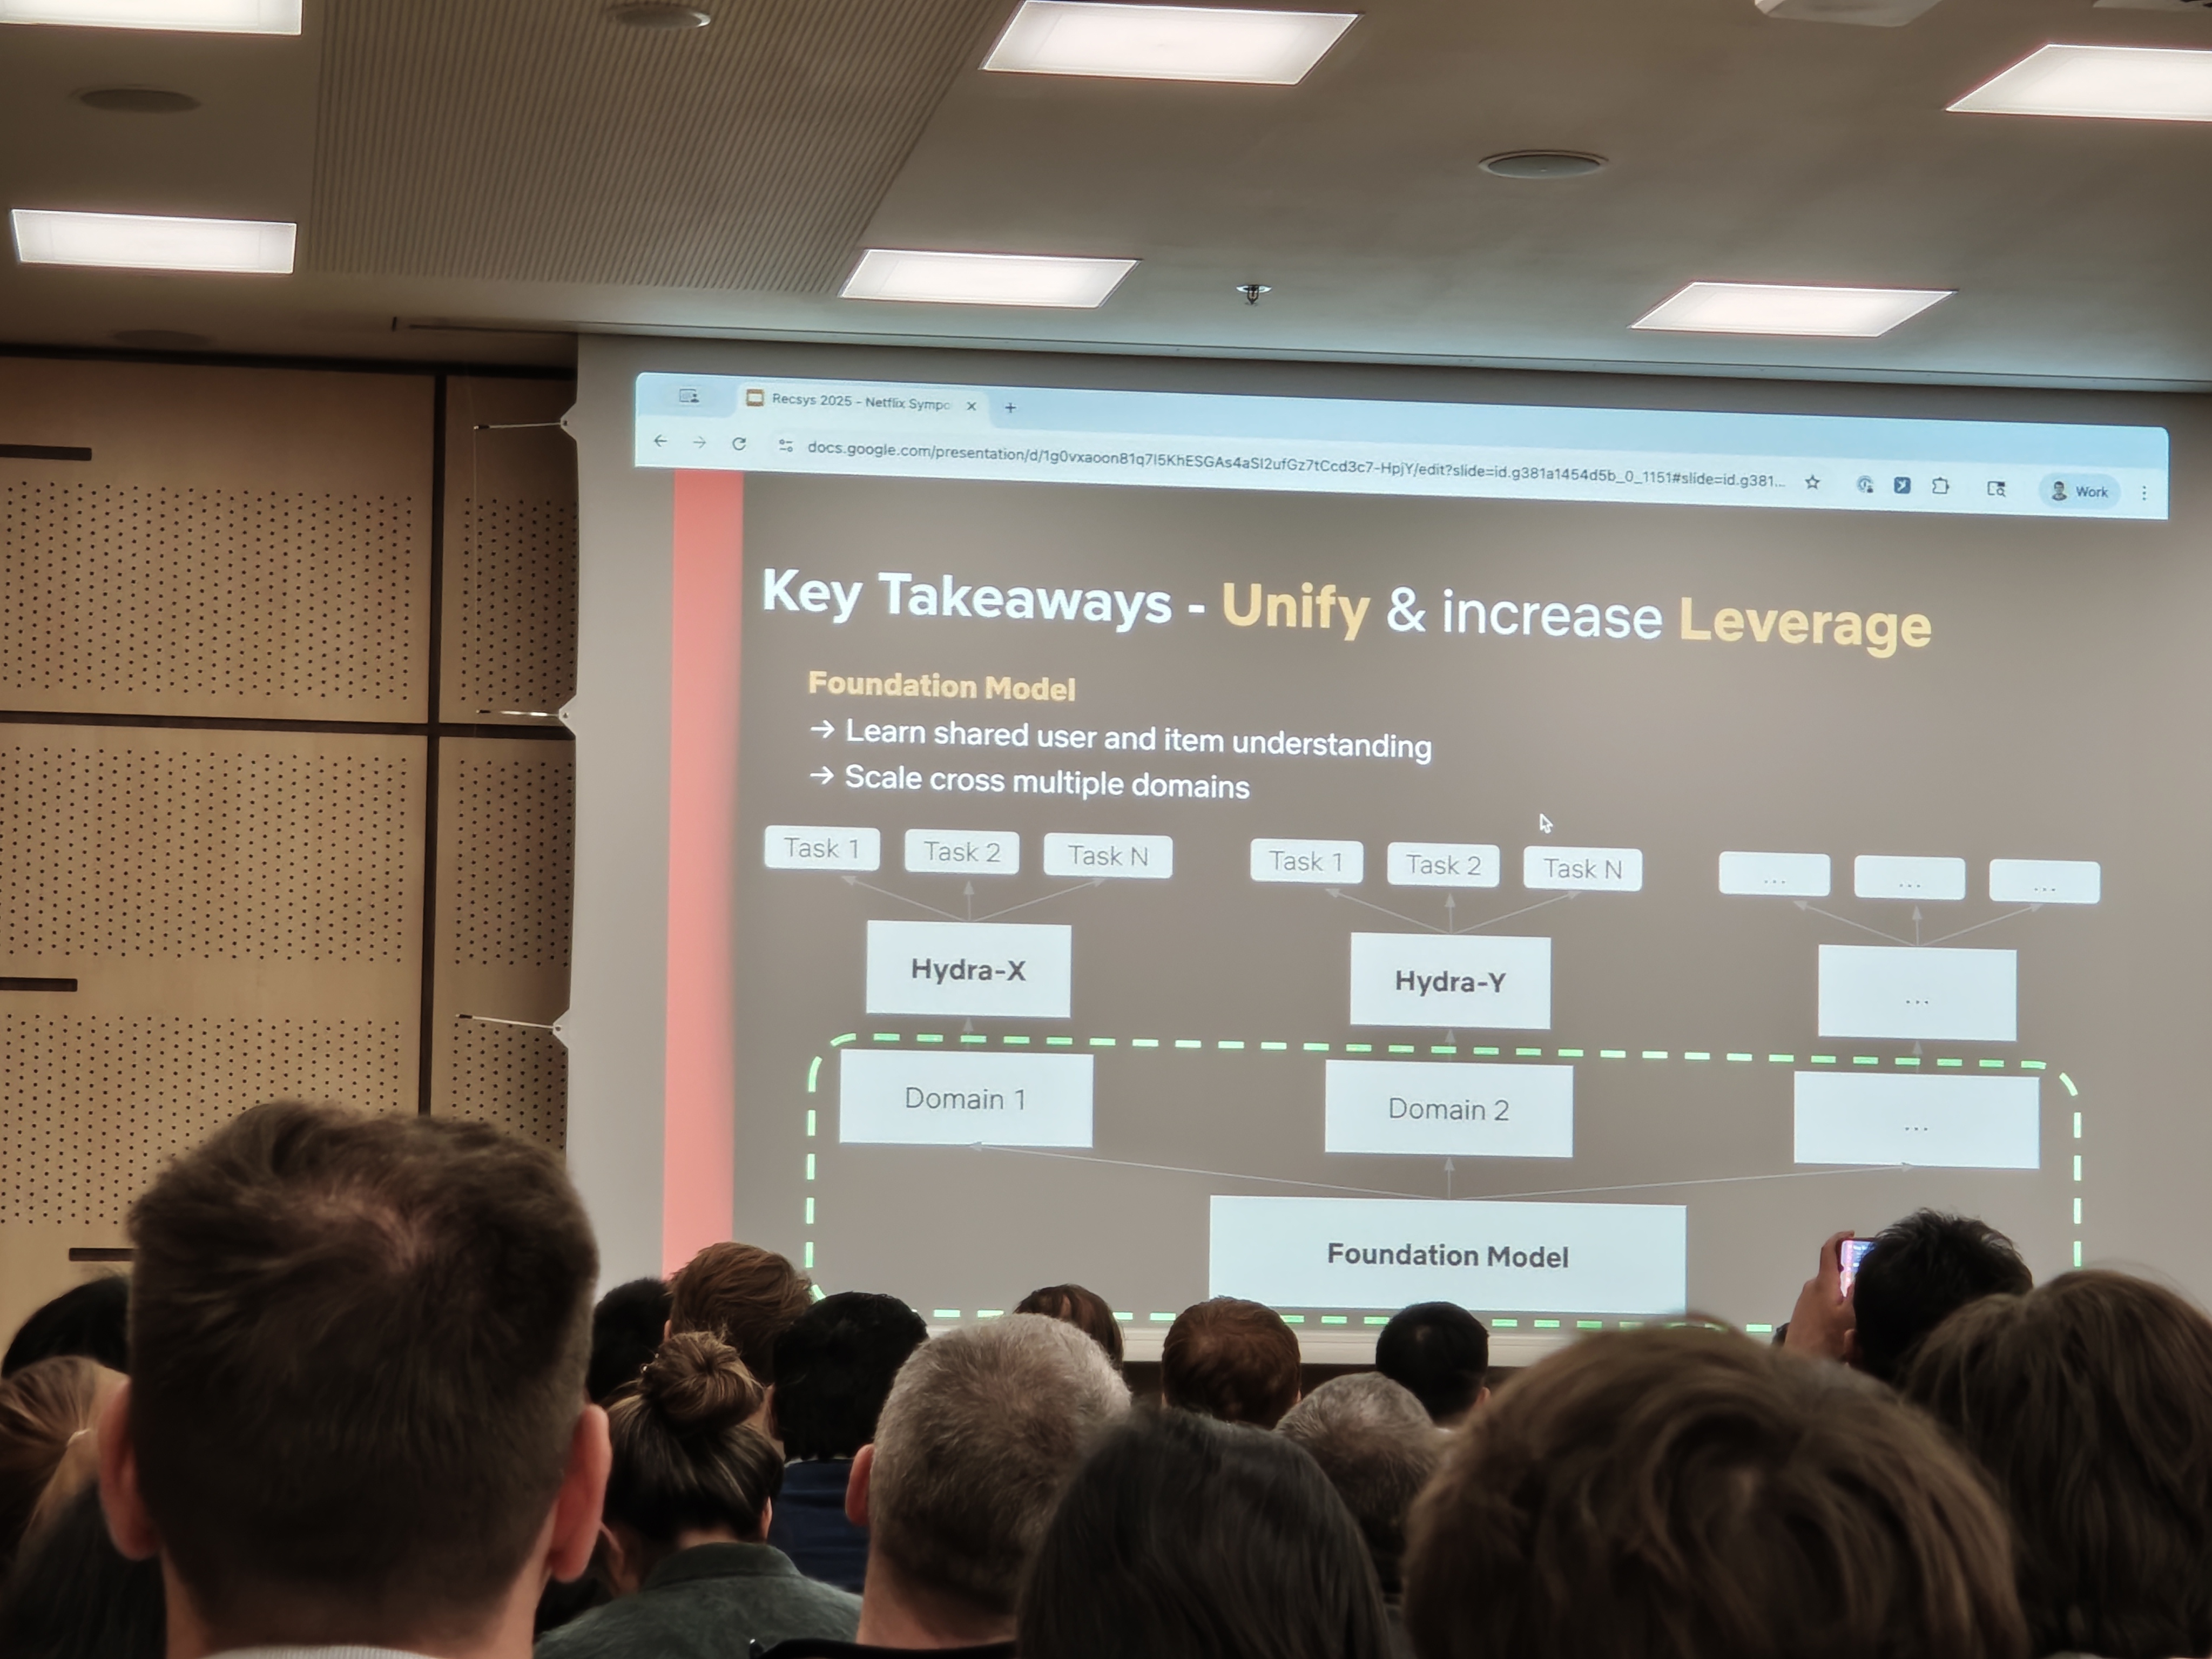 Recsys 2025 - Netflix Sympo
docs.google.com/presentation/d/1g0vxaoon81q7I5KhESGAs4aSI2ufGz7tCcd3c7-HpjY/edit?slide=id.g381a1454d5b_0_1151#slide=id.g381...
Work
Key Takeaways - Unify & increase Leverage
Foundation Model
→ Learn shared user and item understanding
→ Scale cross multiple domains
Task 1 Task 2 Task N Task 1 Task 2 Task N ... ... ...
Hydra-X Hydra-Y ...
Domain 1 Domain 2 ...
Foundation Model